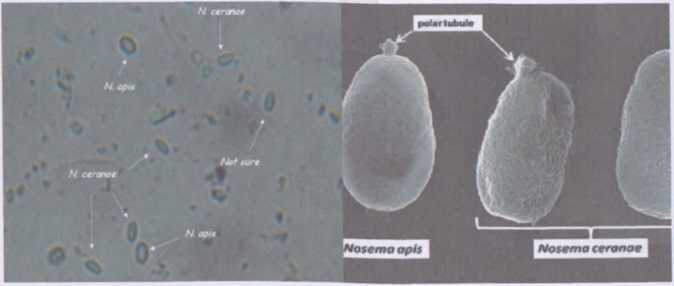 N. ceranae
N. apis
Not sure
N. ceranae
N. apis
polar tubule
Nosema apis
Nosema ceranae